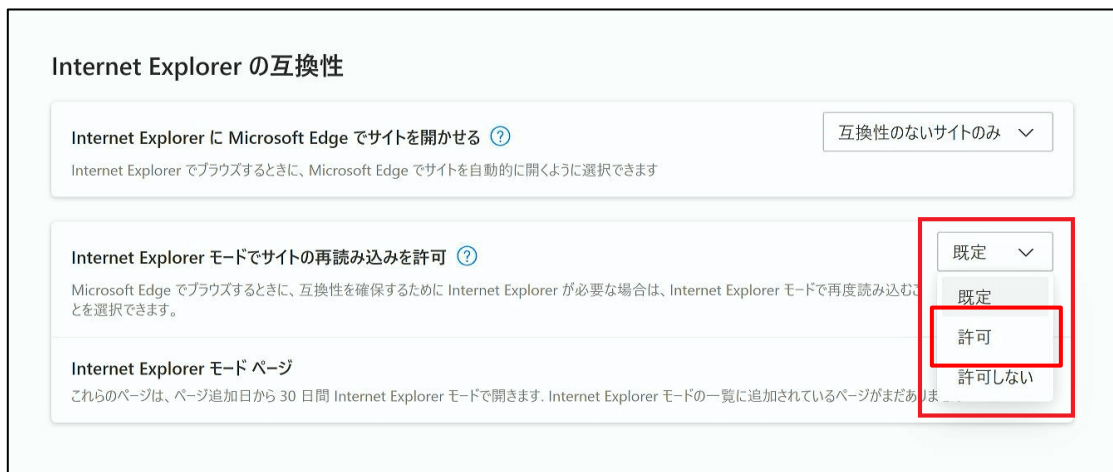 Internet Explorer の互換性
Internet Explorer に Microsoft Edge でサイトを開かせる
互換性のないサイトのみ
Internet Explorer でブラウズするときに、Microsoft Edge でサイトを自動的に開くように選択できます
Internet Explorer モードでサイトの再読み込みを許可
既定
Microsoft Edge でブラウズするときに、互換性を確保するために Internet Explorer が必要な場合は、Internet Explorer モードで再度読み込むこ
とを選択できます。
既定
許可
許可しない
Internet Explorer モード ページ
これらのページは、ページ追加日から 30 日間 Internet Explorer モードで開きます. Internet Explorer モードの一覧に追加されているページがまだありま